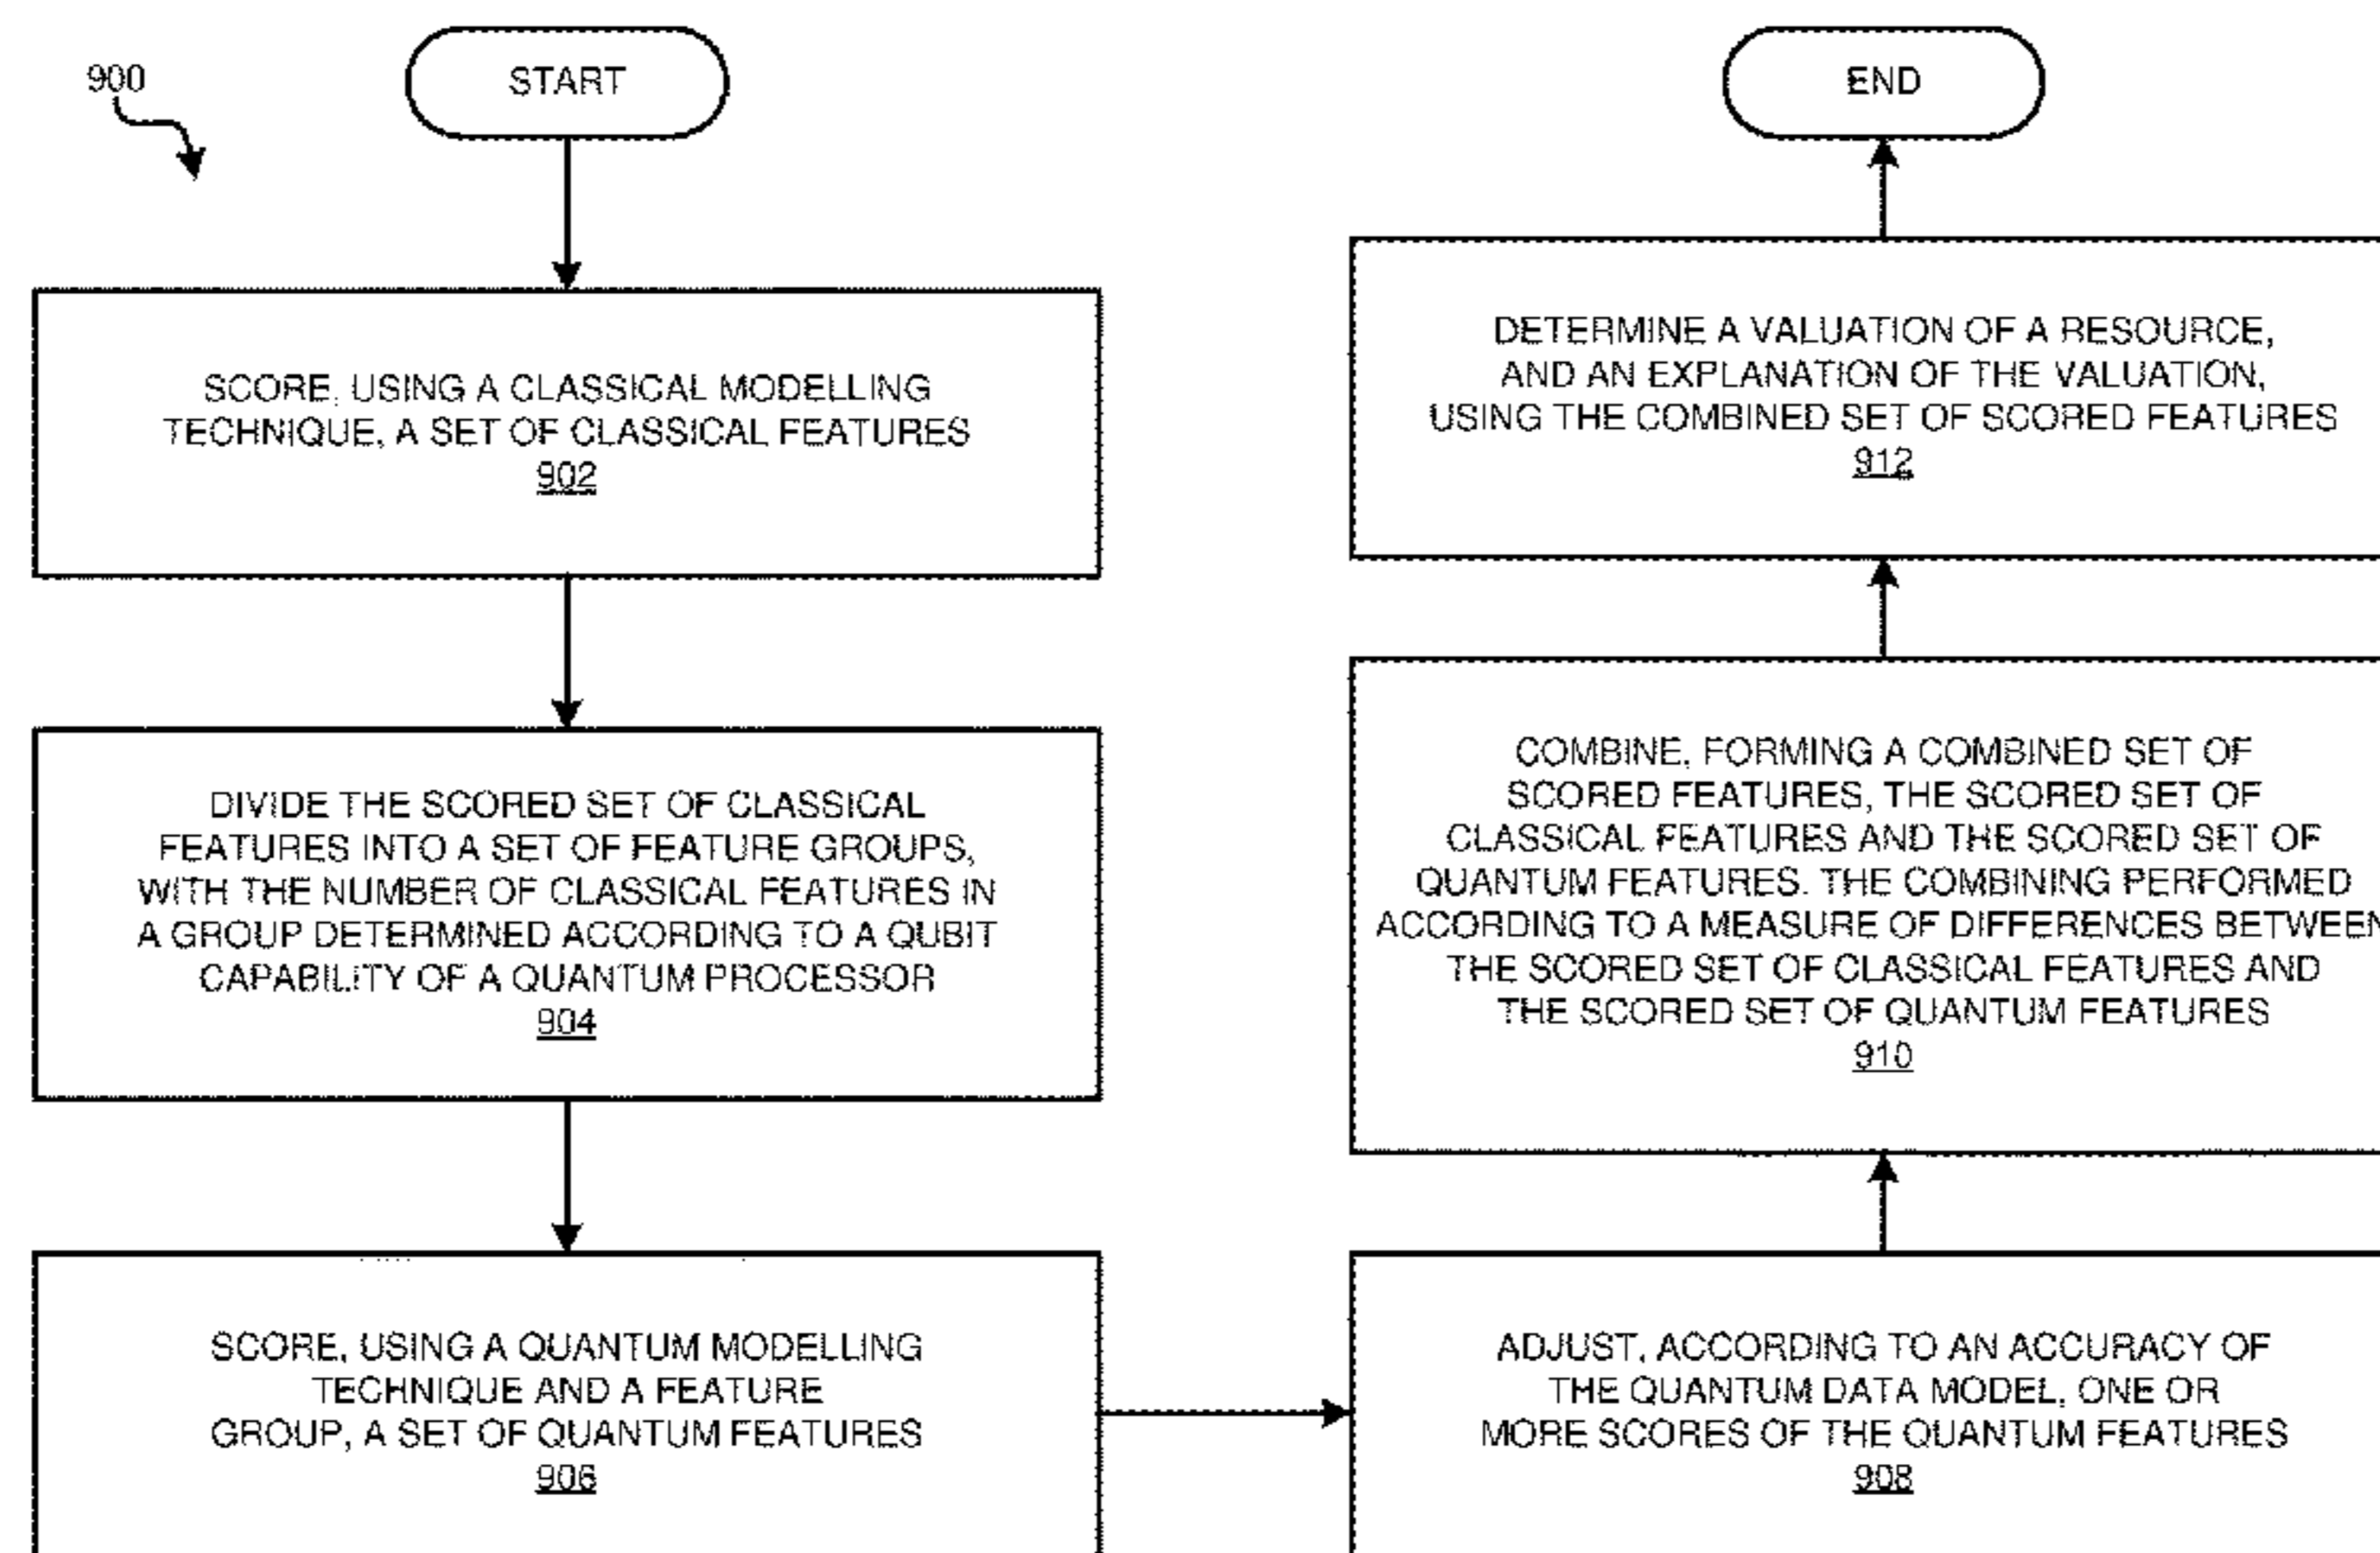 900
START
SCORE, USING A CLASSICAL MODELLING
TECHNIQUE, A SET OF CLASSICAL FEATURES
902
DIVIDE THE SCORED SET OF CLASSICAL
FEATURES INTO A SET OF FEATURE GROUPS,
WITH THE NUMBER OF CLASSICAL FEATURES IN
A GROUP DETERMINED ACCORDING TO A QUBIT
CAPABILITY OF A QUANTUM PROCESSOR
904
SCORE, USING A QUANTUM MODELLING
TECHNIQUE AND A FEATURE
GROUP, A SET OF QUANTUM FEATURES
906
ADJUST, ACCORDING TO AN ACCURACY OF
THE QUANTUM DATA MODEL, ONE OR
MORE SCORES OF THE QUANTUM FEATURES
908
COMBINE, FORMING A COMBINED SET OF
SCORED FEATURES, THE SCORED SET OF
CLASSICAL FEATURES AND THE SCORED SET OF
QUANTUM FEATURES. THE COMBINING PERFORMED
ACCORDING TO A MEASURE OF DIFFERENCES BETWEEN
THE SCORED SET OF CLASSICAL FEATURES AND
THE SCORED SET OF QUANTUM FEATURES
910
DETERMINE A VALUATION OF A RESOURCE,
AND AN EXPLANATION OF THE VALUATION,
USING THE COMBINED SET OF SCORED FEATURES
912
END